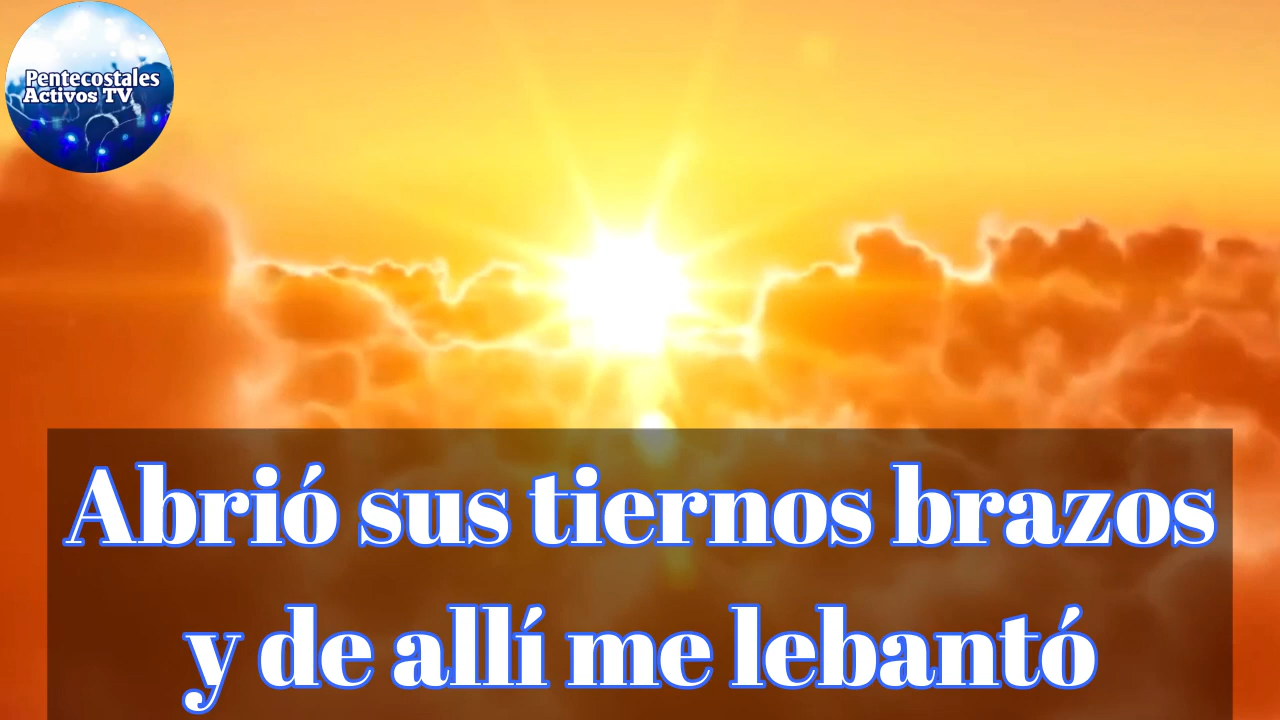 Pentecostales
Activos TV
Abrió sus tiernos brazos
y de allí me lebantó